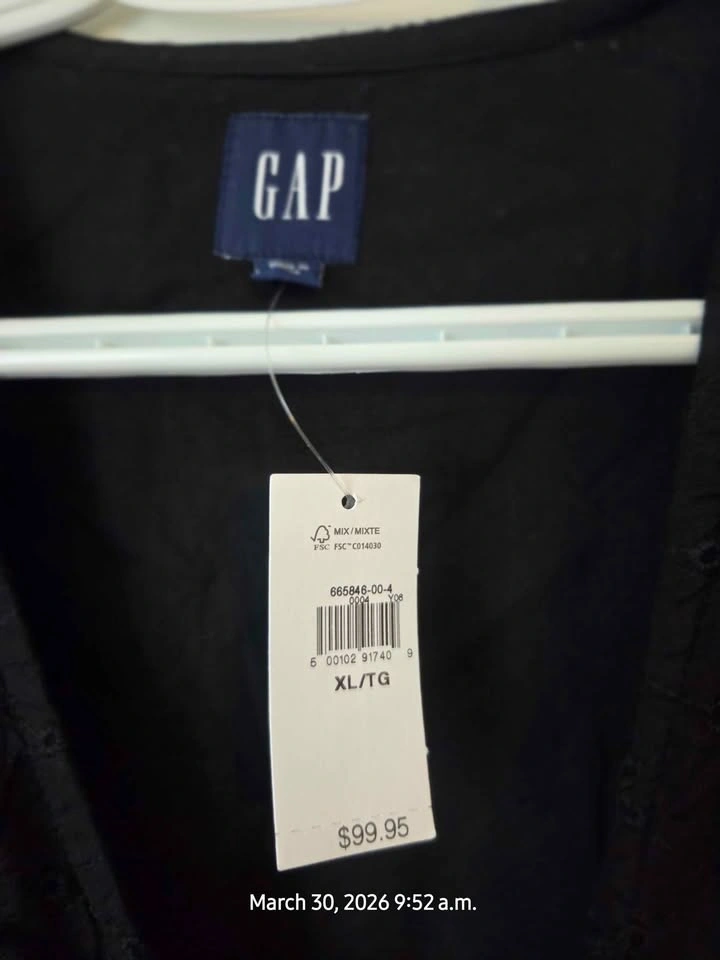 GAP
MIX / MIXTE
FSC FSC™ C014030
665846-00-4
0004 Y06
5 00102 91740 9
XL/TG
$99.95
March 30, 2026 9:52 a.m.